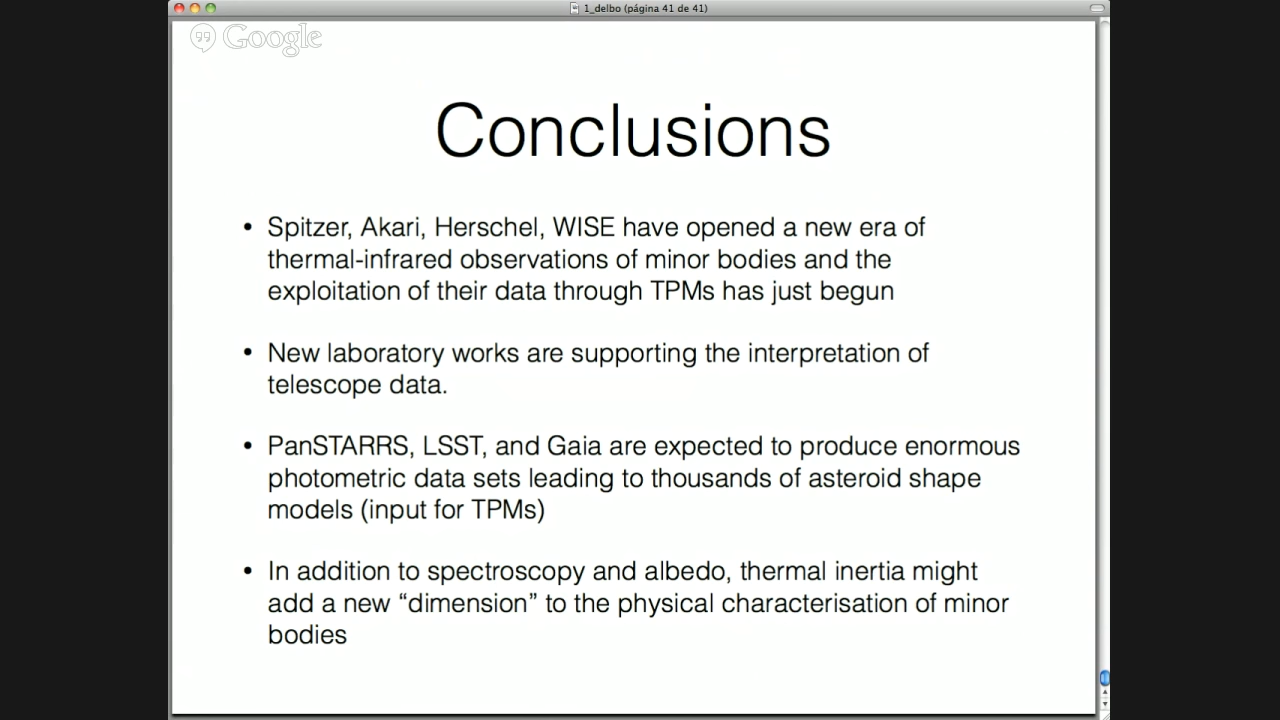 1_delbo (página 41 de 41)
Google
Conclusions
• Spitzer, Akari, Herschel, WISE have opened a new era of
thermal-infrared observations of minor bodies and the
exploitation of their data through TPMs has just begun
• New laboratory works are supporting the interpretation of
telescope data.
• PanSTARRS, LSST, and Gaia are expected to produce enormous
photometric data sets leading to thousands of asteroid shape
models (input for TPMs)
• In addition to spectroscopy and albedo, thermal inertia might
add a new “dimension” to the physical characterisation of minor
bodies